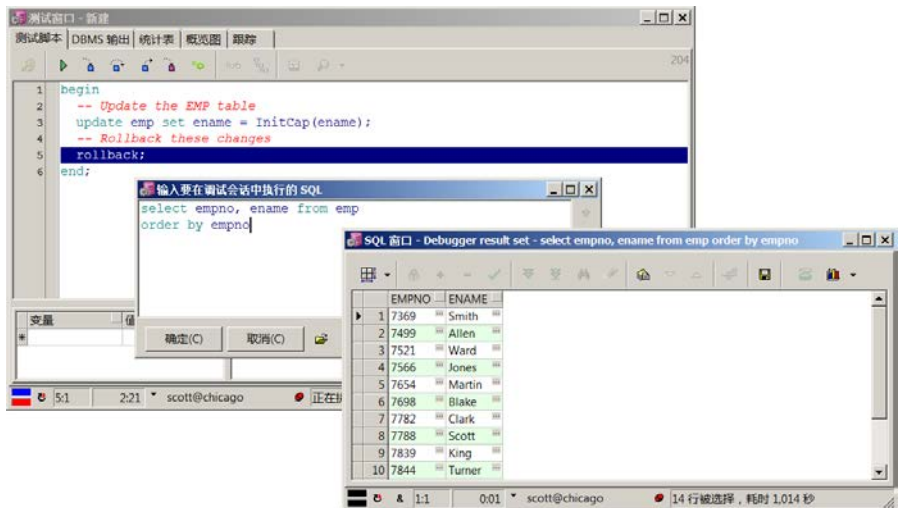 测试窗口 - 新建
测试脚本 DBMS 输出 统计表 概览图 跟踪
204
1 begin
2 -- Update the EMP table
3 update emp set ename = InitCap(ename);
4 -- Rollback these changes
5 rollback;
6 end;
输入要在调试会话中执行的 SQL
select empno, ename from emp
order by empno
确定(C) 取消(C)
变量 值
5:1 2:21 scott@chicago
SQL 窗口 - Debugger result set - select empno, ename from emp order by empno
EMPNO ENAME
1 7369 Smith
2 7499 Allen
3 7521 Ward
4 7566 Jones
5 7654 Martin
6 7698 Blake
7 7782 Clark
8 7788 Scott
9 7839 King
10 7844 Turner
& 1:1 0:01 scott@chicago 14 行被选择，耗时 1,014 秒